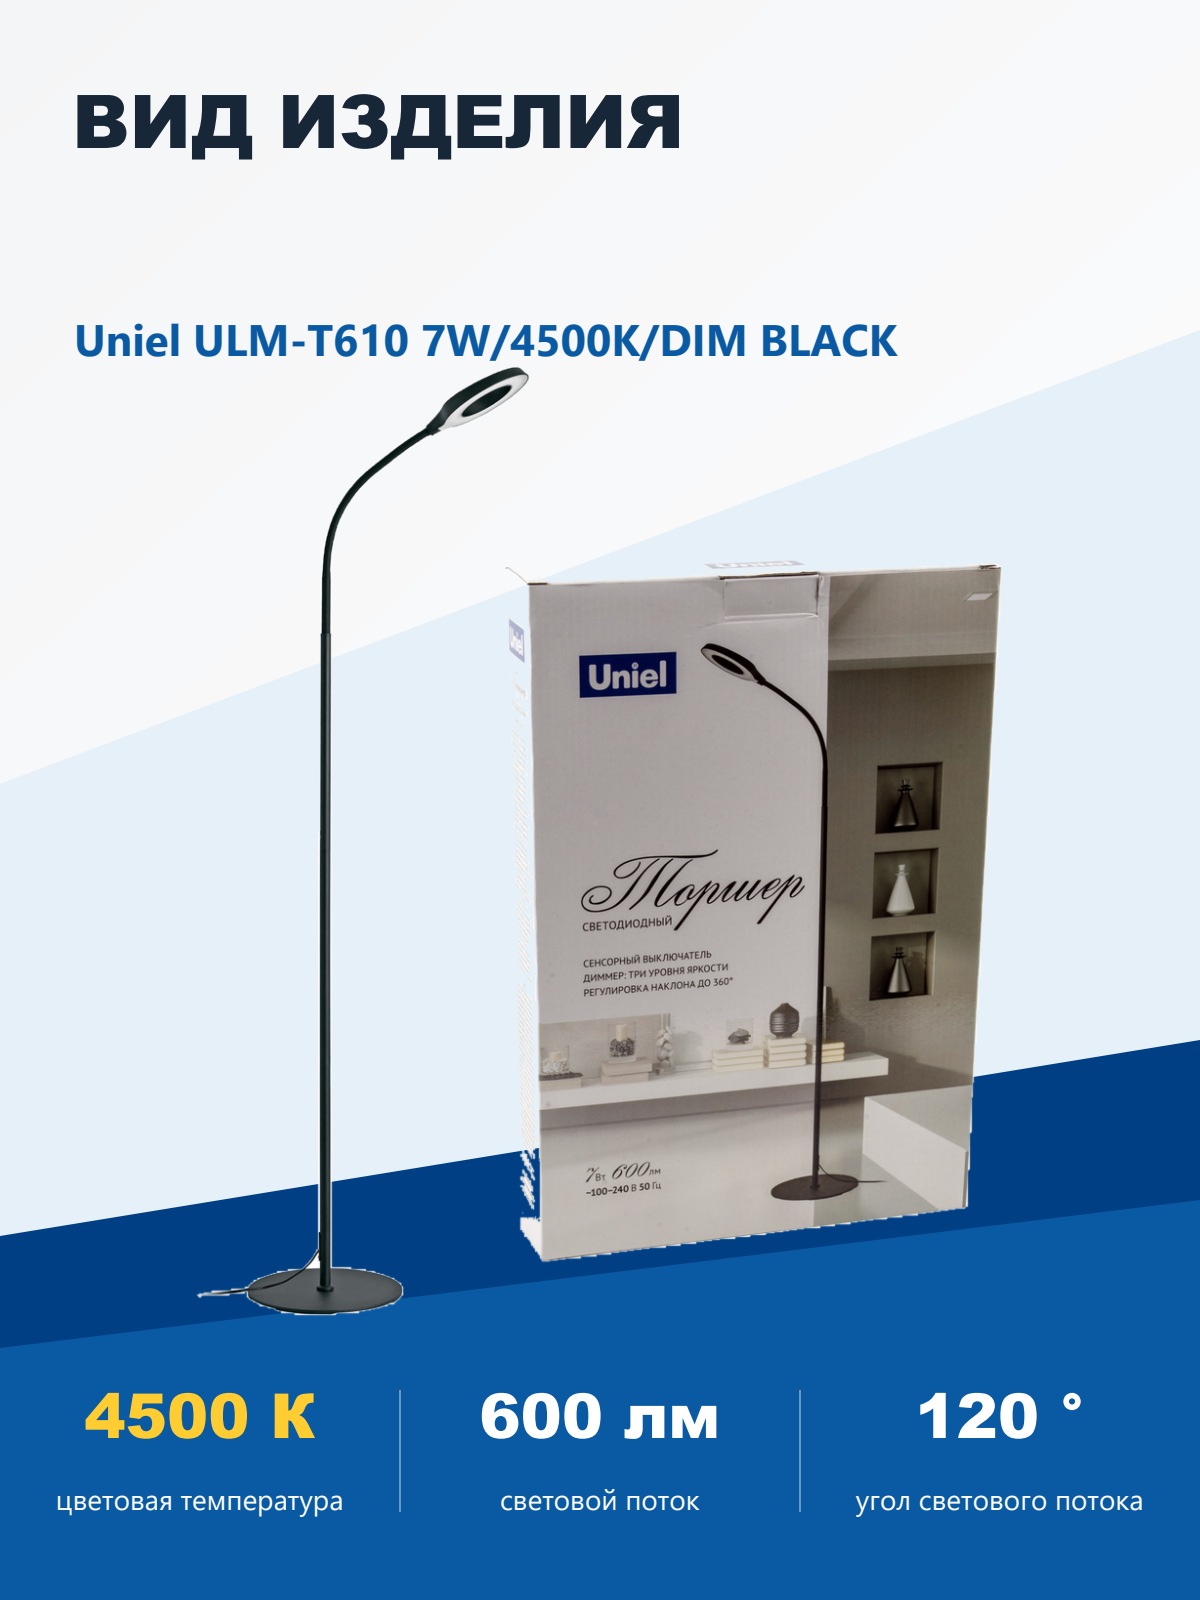 ВИД ИЗДЕЛИЯ
Uniel ULM-T610 7W/4500K/DIM BLACK
Uniel
Uniel
Uniel
Торшер
СВЕТОДИОДНЫЙ
СЕНСОРНЫЙ ВЫКЛЮЧАТЕЛЬ
ДИММЕР: ТРИ УРОВНЯ ЯРКОСТИ
РЕГУЛИРОВКА НАКЛОНА ДО 360°
7Вт 600лм
~100-240 В 50 Гц
4500 К
цветовая температура
600 лм
световой поток
120 °
угол светового потока